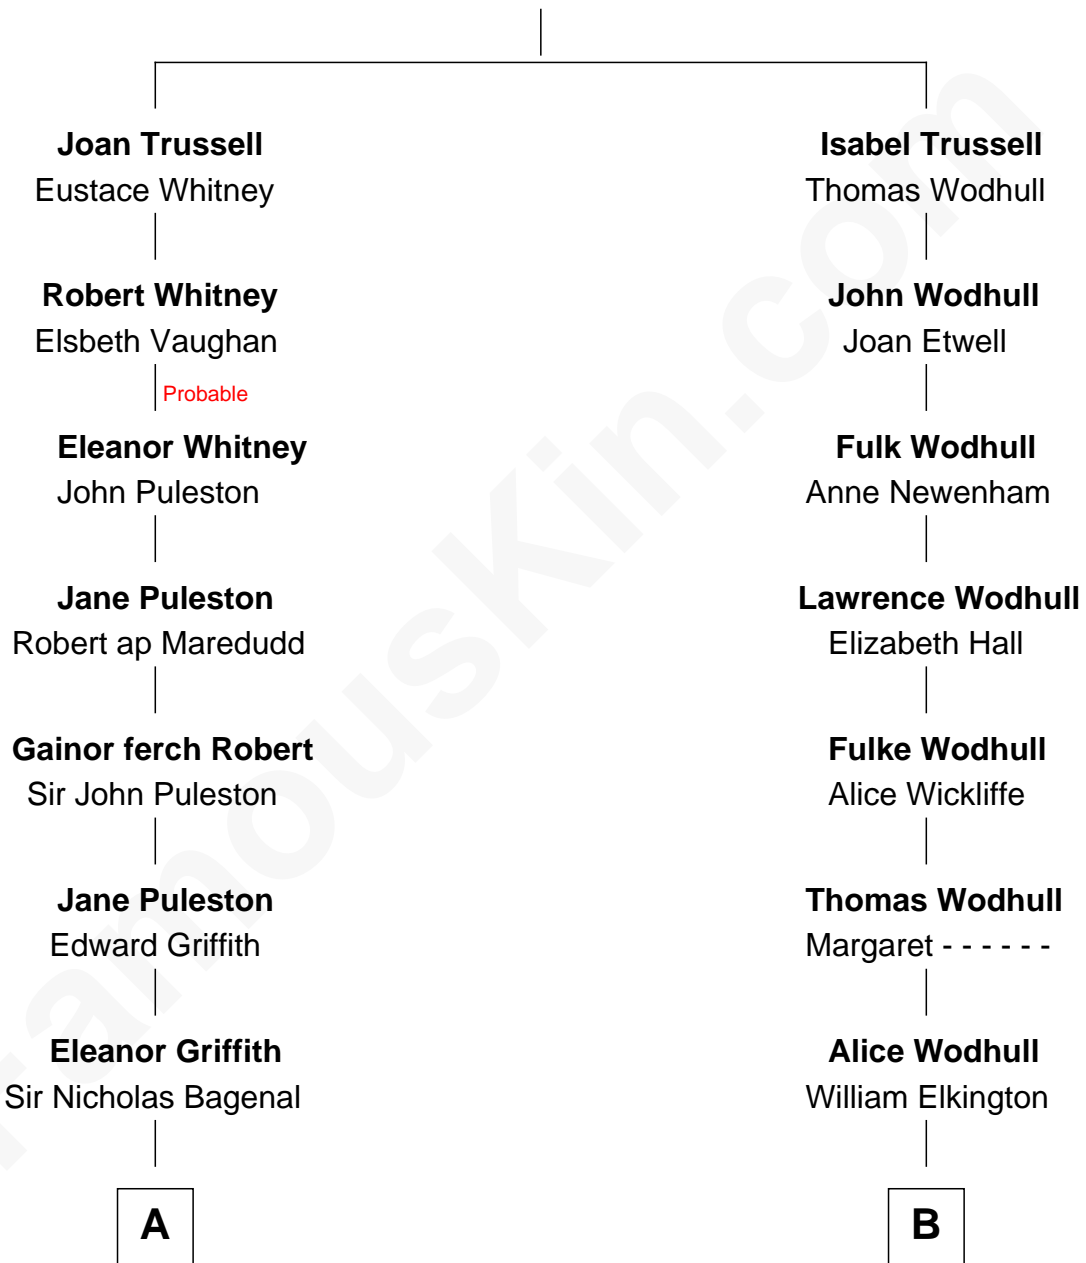 Joan Trussell
Eustace Whitney
Robert Whitney
Elsbeth Vaughan
Probable
Eleanor Whitney
John Puleston
Jane Puleston
Robert ap Maredudd
Gainor ferch Robert
Sir John Puleston
Jane Puleston
Edward Griffith
Eleanor Griffith
Sir Nicholas Bagenal
A
Isabel Trussell
Thomas Wodhull
John Wodhull
Joan Etwell
Fulk Wodhull
Anne Newenham
Lawrence Wodhull
Elizabeth Hall
Fulke Wodhull
Alice Wickliffe
Thomas Wodhull
Margaret - - - - - -
Alice Wodhull
William Elkington
B
FamousKin.com